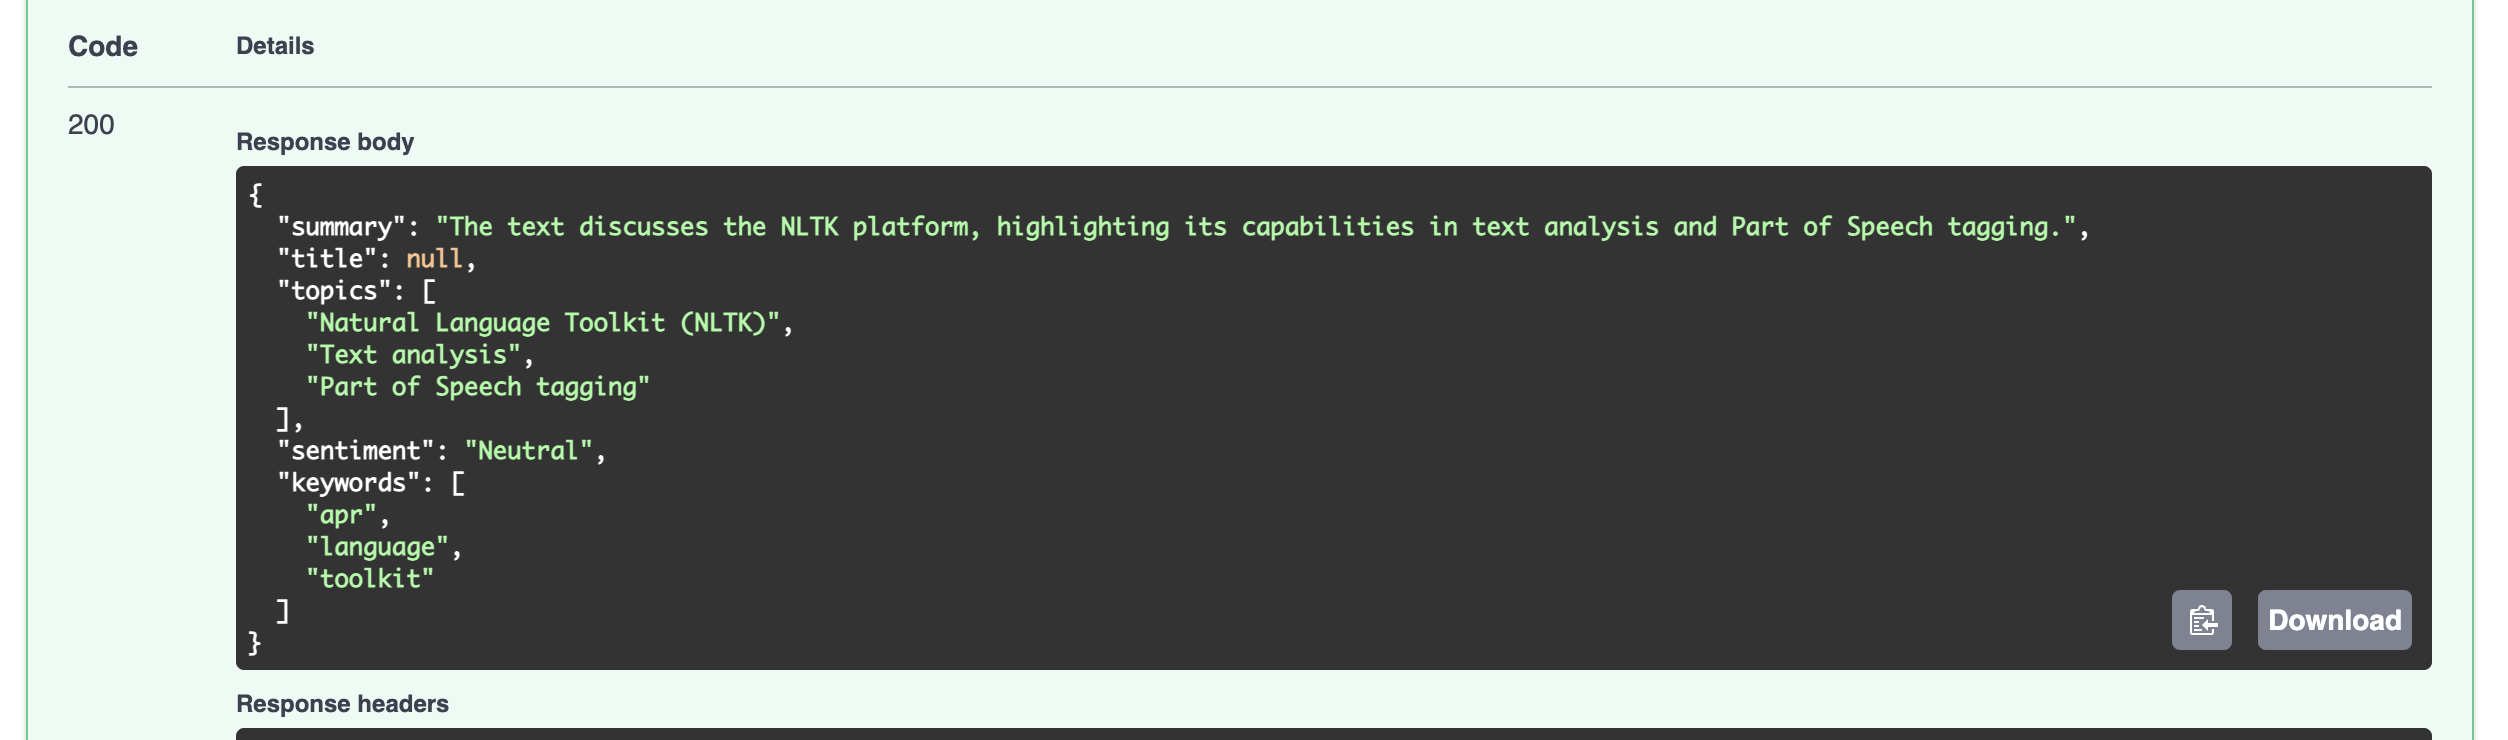 Code
Details
200
Response body
{
  "summary": "The text discusses the NLTK platform, highlighting its capabilities in text analysis and Part of Speech tagging.",
  "title": null,
  "topics": [
    "Natural Language Toolkit (NLTK)",
    "Text analysis",
    "Part of Speech tagging"
  ],
  "sentiment": "Neutral",
  "keywords": [
    "apr",
    "language",
    "toolkit"
  ]
}
Download
Response headers